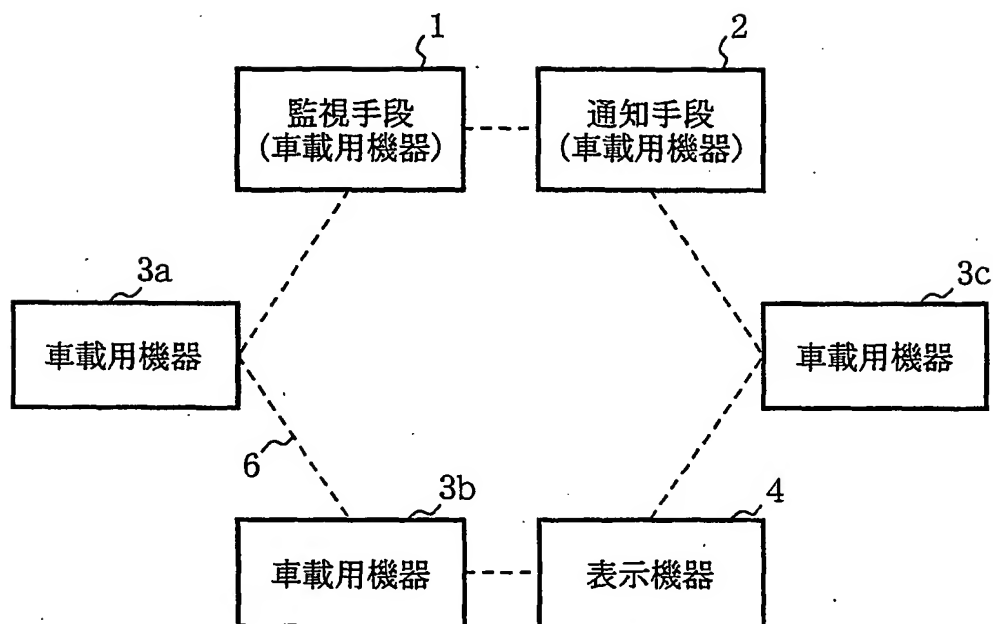 1
2
監視手段
(車載用機器)
通知手段
(車載用機器)
3a
3c
車載用機器
車載用機器
6
3b
4
車載用機器
表示機器